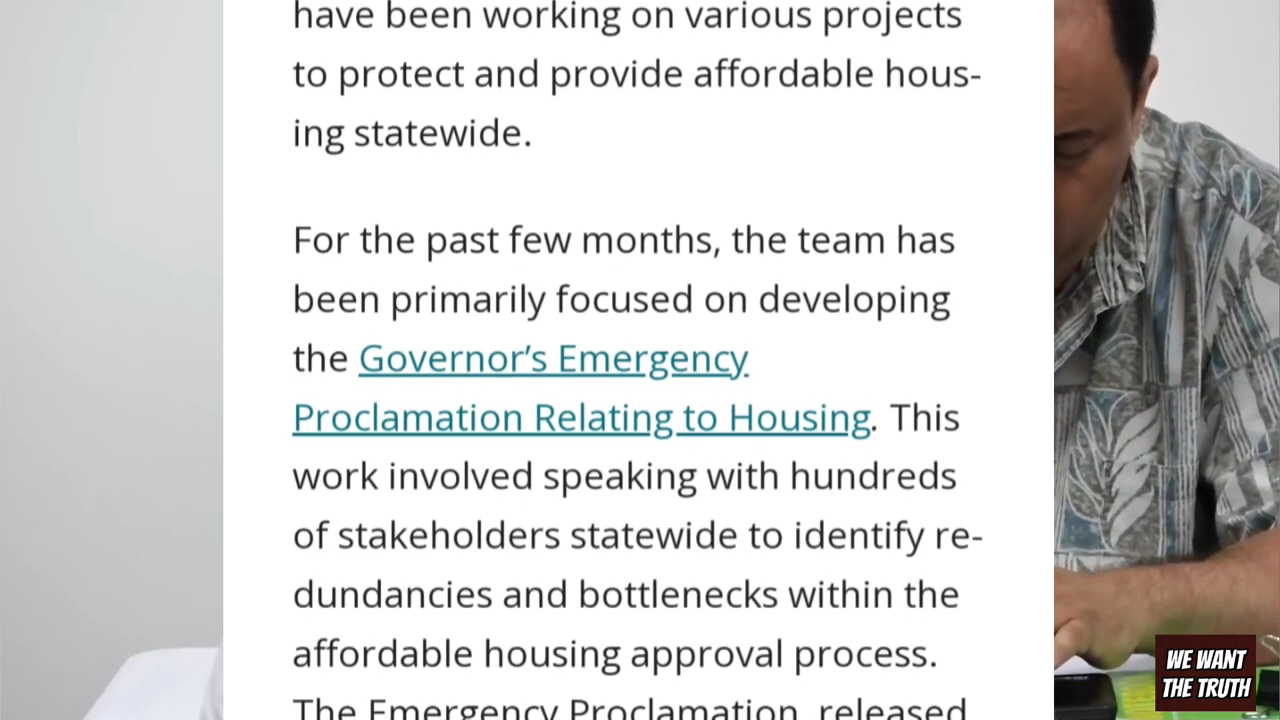 have been working on various projects
to protect and provide affordable hous-
ing statewide.
For the past few months, the team has
been primarily focused on developing
the Governor’s Emergency
Proclamation Relating to Housing. This
work involved speaking with hundreds
of stakeholders statewide to identify re-
dundancies and bottlenecks within the
affordable housing approval process.
The Emergency Proclamation, released
WE WANT
THE TRUTH